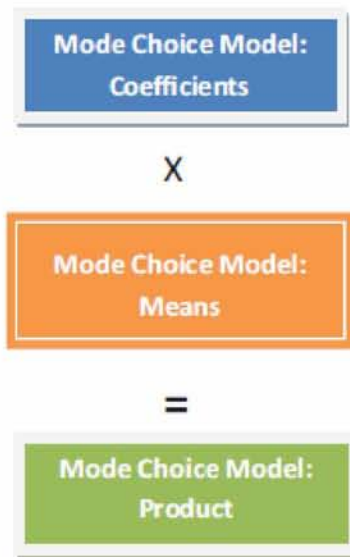 Mode Choice Model:
Coefficients
X
Mode Choice Model:
Means
=
Mode Choice Model:
Product